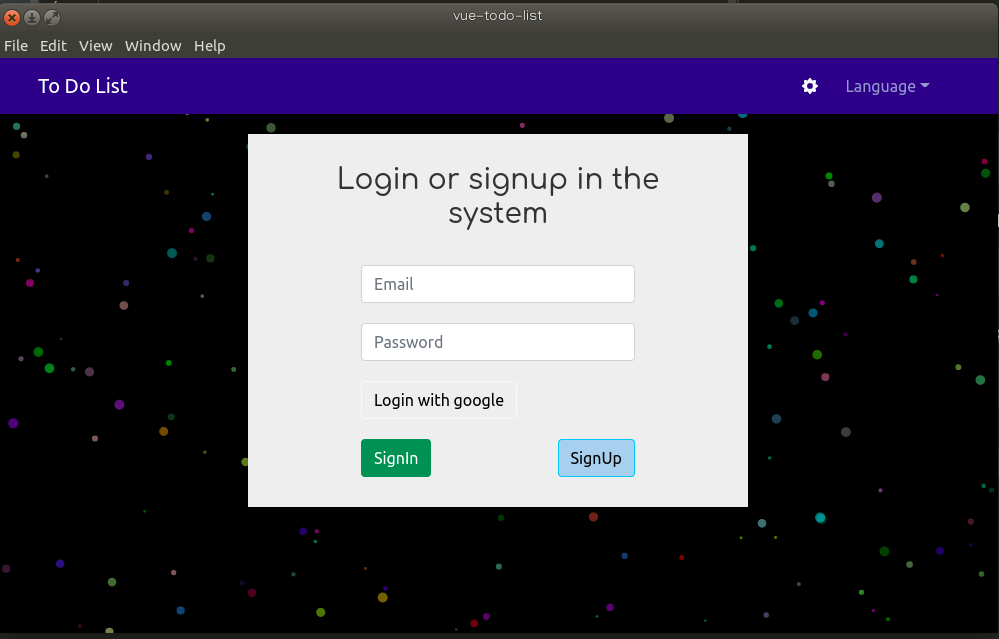 vue-todo-list
File Edit View Window Help
To Do List
Language
Login or signup in the
system
Email
Password
Login with google
SignIn SignUp